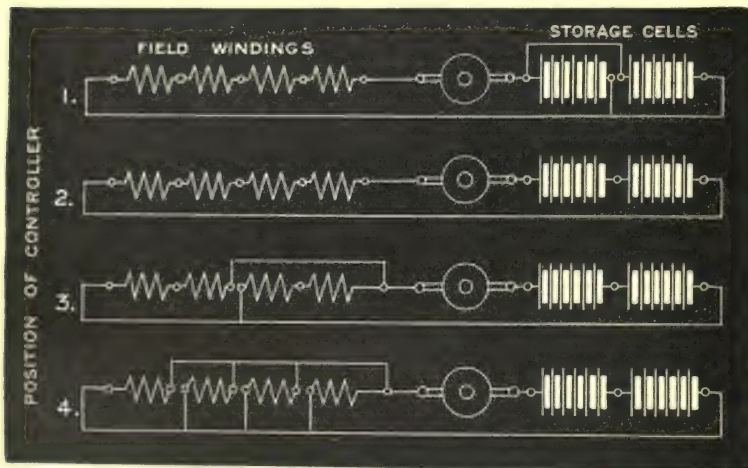 STORAGE CELLS
FIELD WINDINGS
1.
2.
3.
4.
POSITION OF CONTROLLER